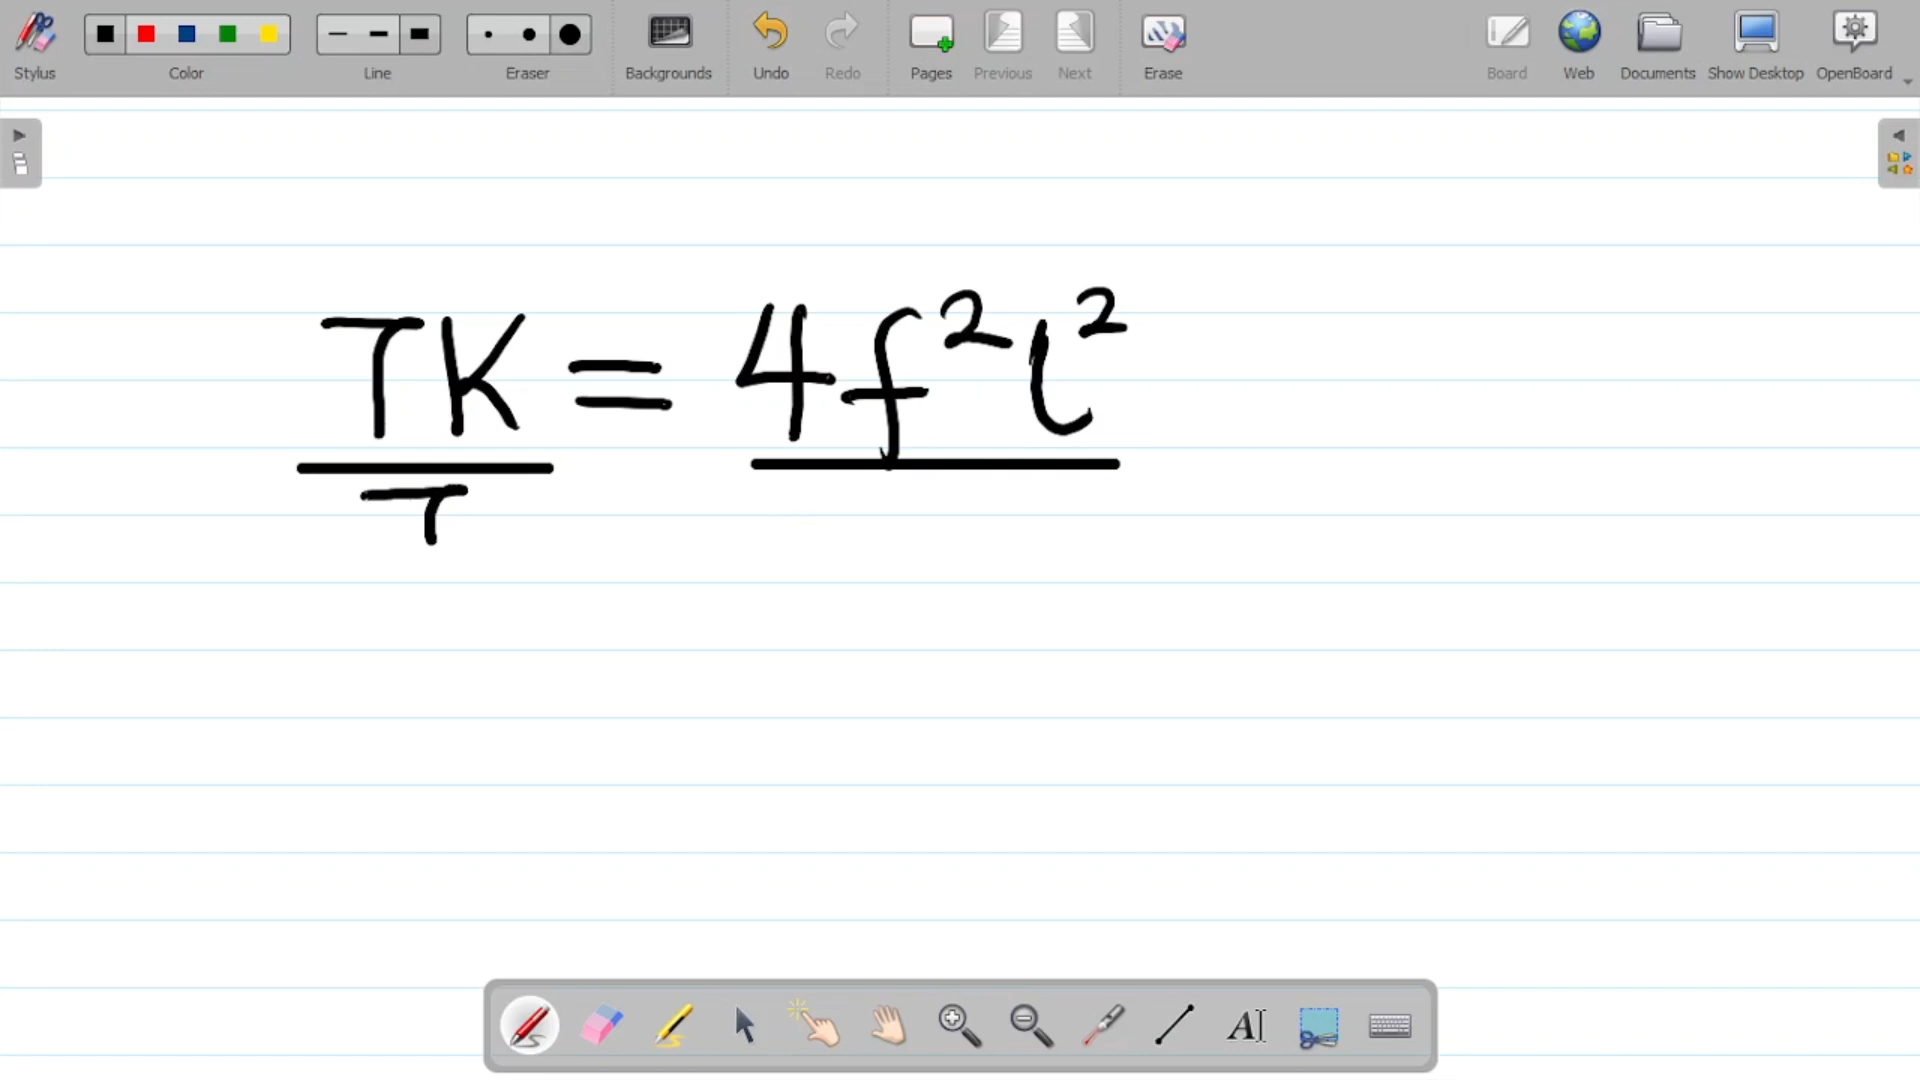 Stylus Color Line Eraser Backgrounds Undo Redo Pages Previous Next Erase Board Web Documents Show Desktop OpenBoard
TK = 4f²l²
T